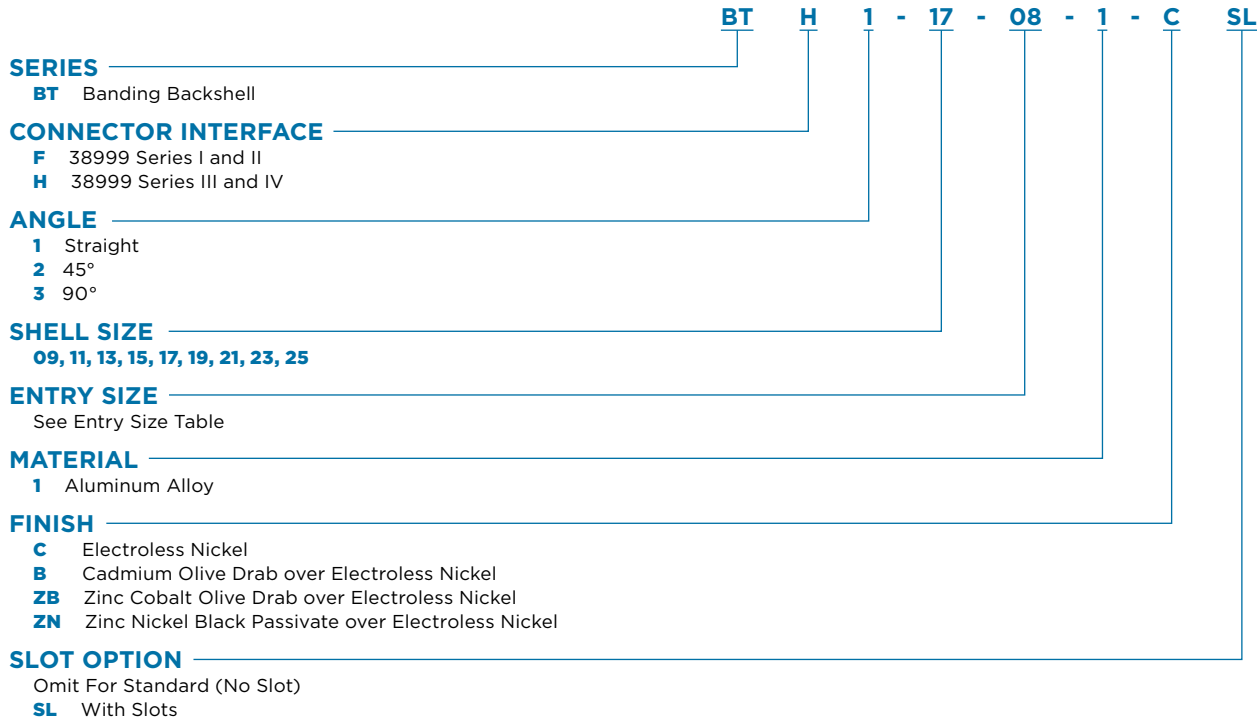 BT H 1 - 17 - 08 - 1 - C SL
SERIES
BT Banding Backshell
CONNECTOR INTERFACE
F 38999 Series I and II
H 38999 Series III and IV
ANGLE
1 Straight
2 45°
3 90°
SHELL SIZE
09, 11, 13, 15, 17, 19, 21, 23, 25
ENTRY SIZE
See Entry Size Table
MATERIAL
1 Aluminum Alloy
FINISH
C Electroless Nickel
B Cadmium Olive Drab over Electroless Nickel
ZB Zinc Cobalt Olive Drab over Electroless Nickel
ZN Zinc Nickel Black Passivate over Electroless Nickel
SLOT OPTION
Omit For Standard (No Slot)
SL With Slots